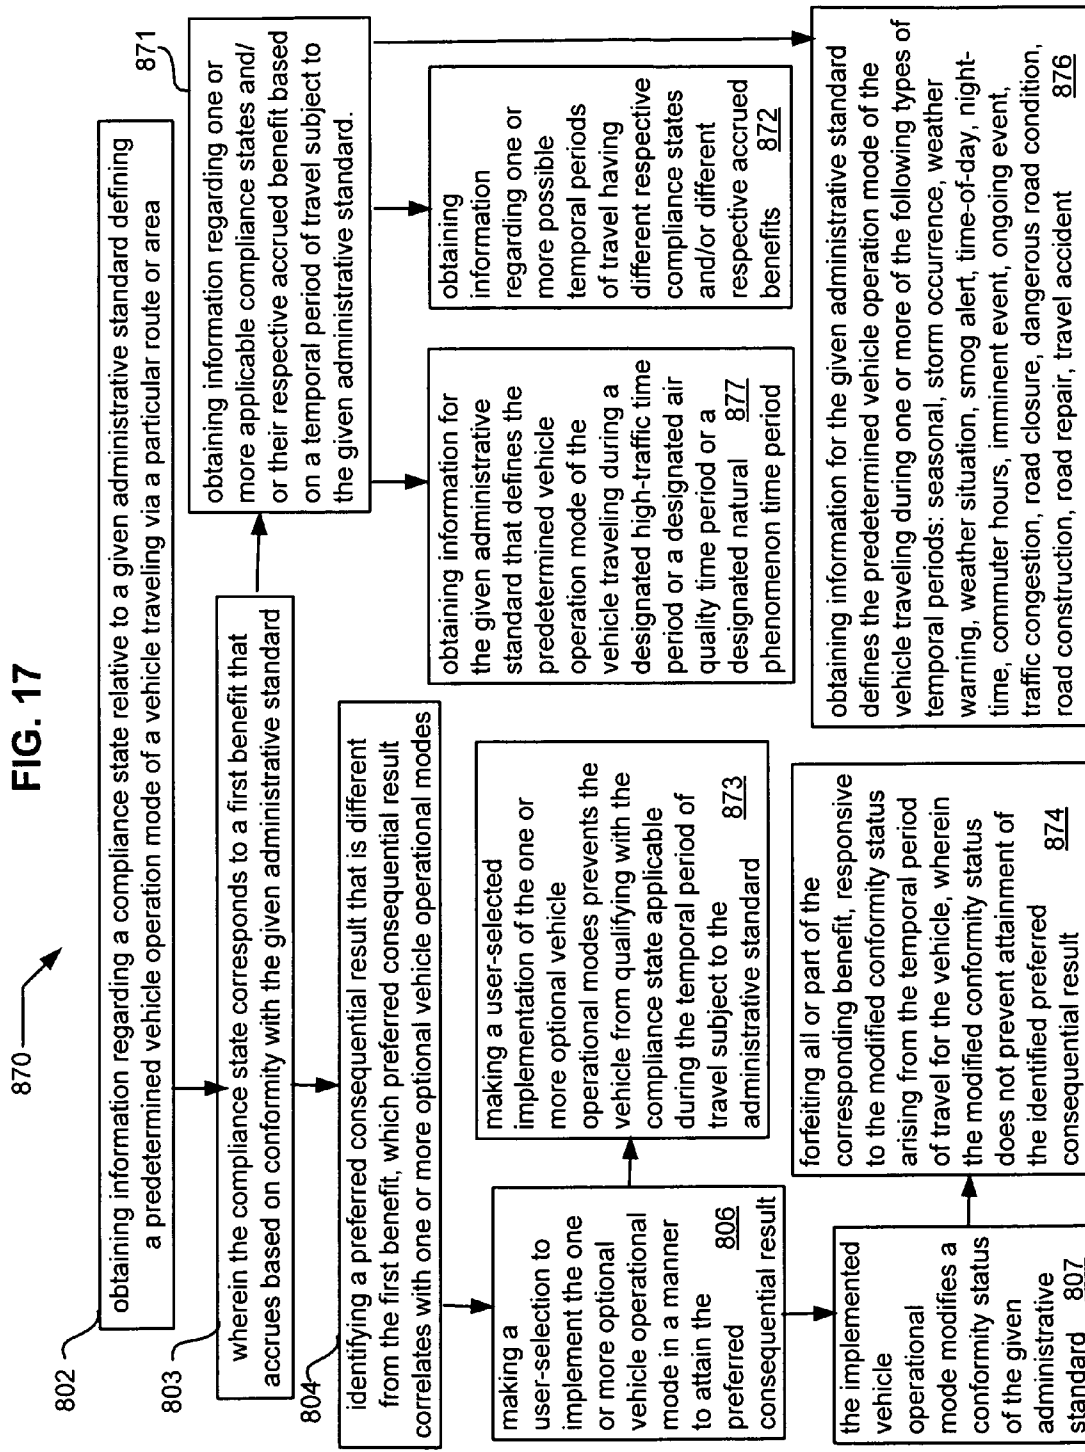 FIG. 17
870
802
obtaining information regarding a compliance state relative to a given administrative standard defining
a predetermined vehicle operation mode of a vehicle traveling via a particular route or area
803
wherein the compliance state corresponds to a first benefit that
accrues based on conformity with the given administrative standard
804
identifying a preferred consequential result that is different
from the first benefit, which preferred consequential result
correlates with one or more optional vehicle operational modes
making a
user-selection to
implement the one
or more optional
vehicle operational
mode in a manner
to attain the
preferred 806
consequential result
the implemented
vehicle
operational
mode modifies a
conformity status
of the given
administrative
standard 807
making a user-selected
implementation of the one or
more optional vehicle
operational modes prevents the
vehicle from qualifying with the
compliance state applicable
during the temporal period of
travel subject to the
administrative standard 873
forfeiting all or part of the
corresponding benefit, responsive
to the modified conformity status
arising from the temporal period
of travel for the vehicle, wherein
the modified conformity status
does not prevent attainment of
the identified preferred
consequential result 874
871
obtaining information regarding one or
more applicable compliance states and/
or their respective accrued benefit based
on a temporal period of travel subject to
the given administrative standard.
obtaining information for
the given administrative
standard that defines the
predetermined vehicle
operation mode of the
vehicle traveling during a
designated high-traffic time
period or a designated air
quality time period or a
designated natural 877
phenomenon time period
obtaining
information
regarding one or
more possible
temporal periods
of travel having
different respective
compliance states
and/or different
respective accrued
benefits 872
obtaining information for the given administrative standard
defines the predetermined vehicle operation mode of the
vehicle traveling during one or more of the following types of
temporal periods: seasonal, storm occurrence, weather
warning, weather situation, smog alert, time-of-day, night-
time, commuter hours, imminent event, ongoing event,
traffic congestion, road closure, dangerous road condition,
road construction, road repair, travel accident 876